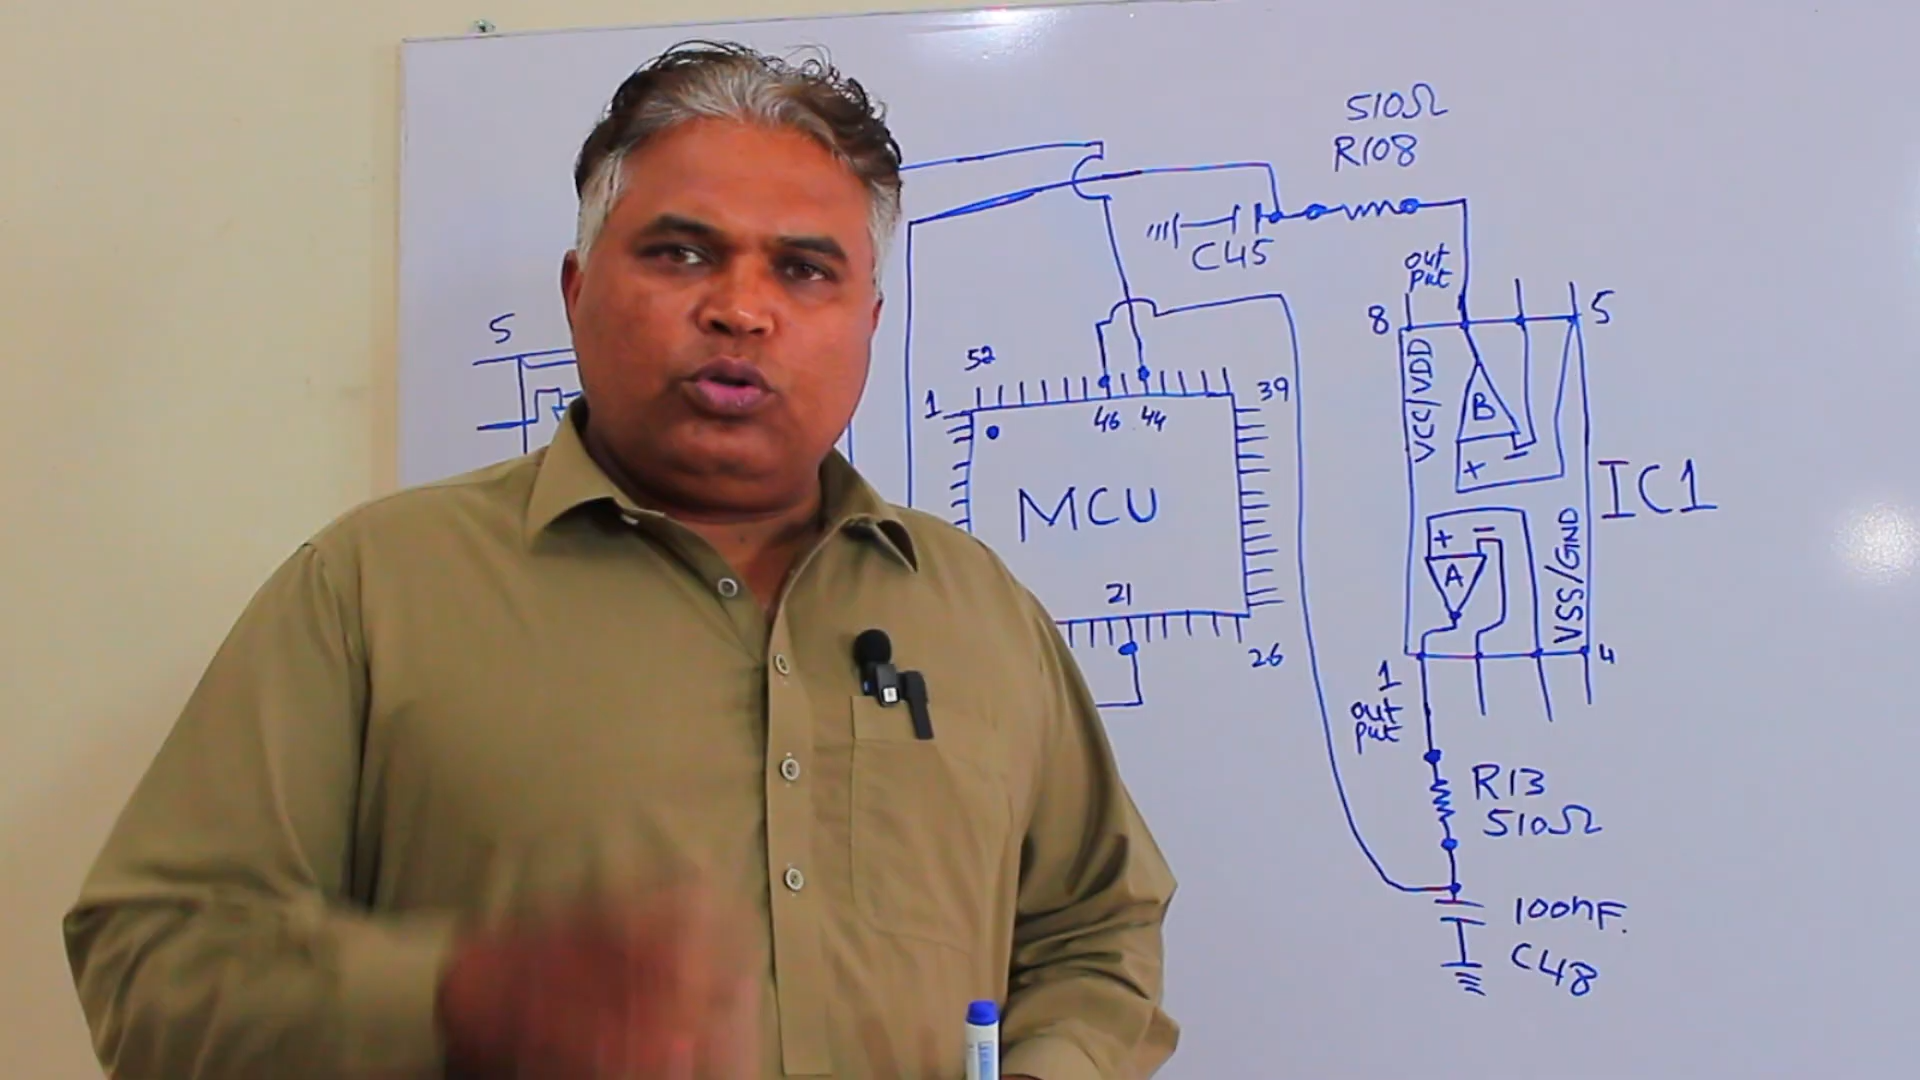 510Ω
R108
C45
out
put
8
5
5
52
1
39
46
44
VCC/VDD
B
+
-
MCU
IC1
+
-
A
VSS/GND
21
26
4
1
out
put
R13
510Ω
100nF.
C48